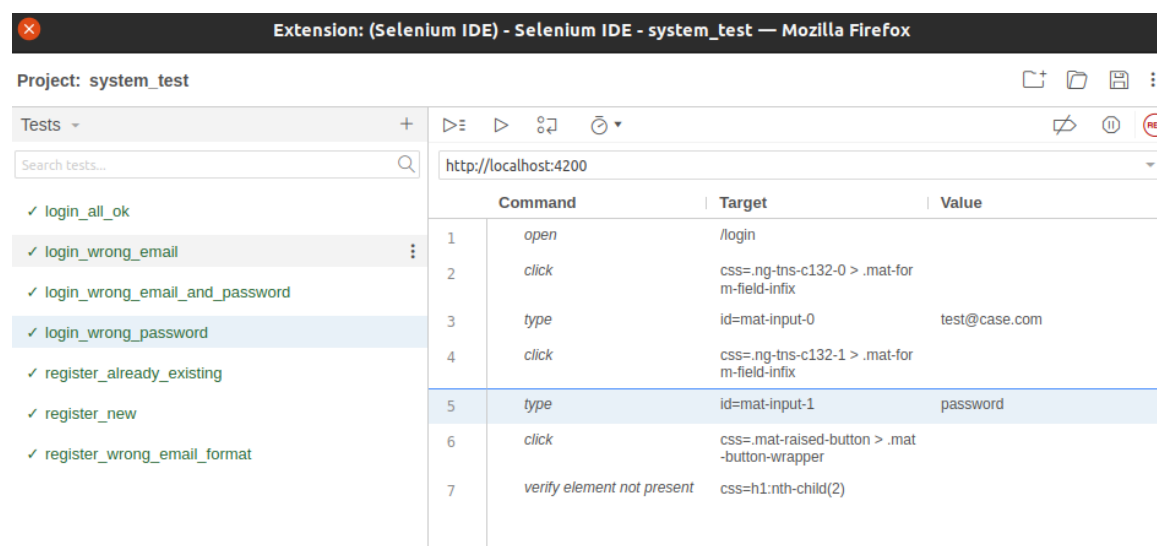 Extension: (Selenium IDE) - Selenium IDE - system_test — Mozilla Firefox
Project: system_test
Tests
Search tests...
✓ login_all_ok
✓ login_wrong_email
✓ login_wrong_email_and_password
✓ login_wrong_password
✓ register_already_existing
✓ register_new
✓ register_wrong_email_format
http://localhost:4200
Command Target Value
1 open /login
2 click css=.ng-tns-c132-0 > .mat-for
m-field-infix
3 type id=mat-input-0 test@case.com
4 click css=.ng-tns-c132-1 > .mat-for
m-field-infix
5 type id=mat-input-1 password
6 click css=.mat-raised-button > .mat
-button-wrapper
7 verify element not present css=h1:nth-child(2)